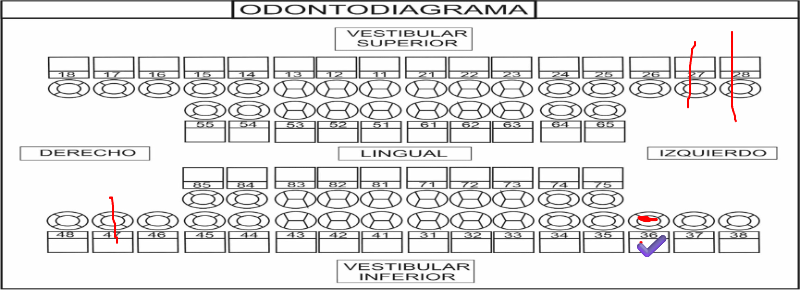 ODONTODIAGRAMA
VESTIBULAR
SUPERIOR
18 17 16 15 14 13 12 11 21 22 23 24 25 26 27 28
55 54 53 52 51 61 62 63 64 65
DERECHO LINGUAL IZQUIERDO
85 84 83 82 81 71 72 73 74 75
48 47 46 45 44 43 42 41 31 32 33 34 35 36 37 38
VESTIBULAR
INFERIOR